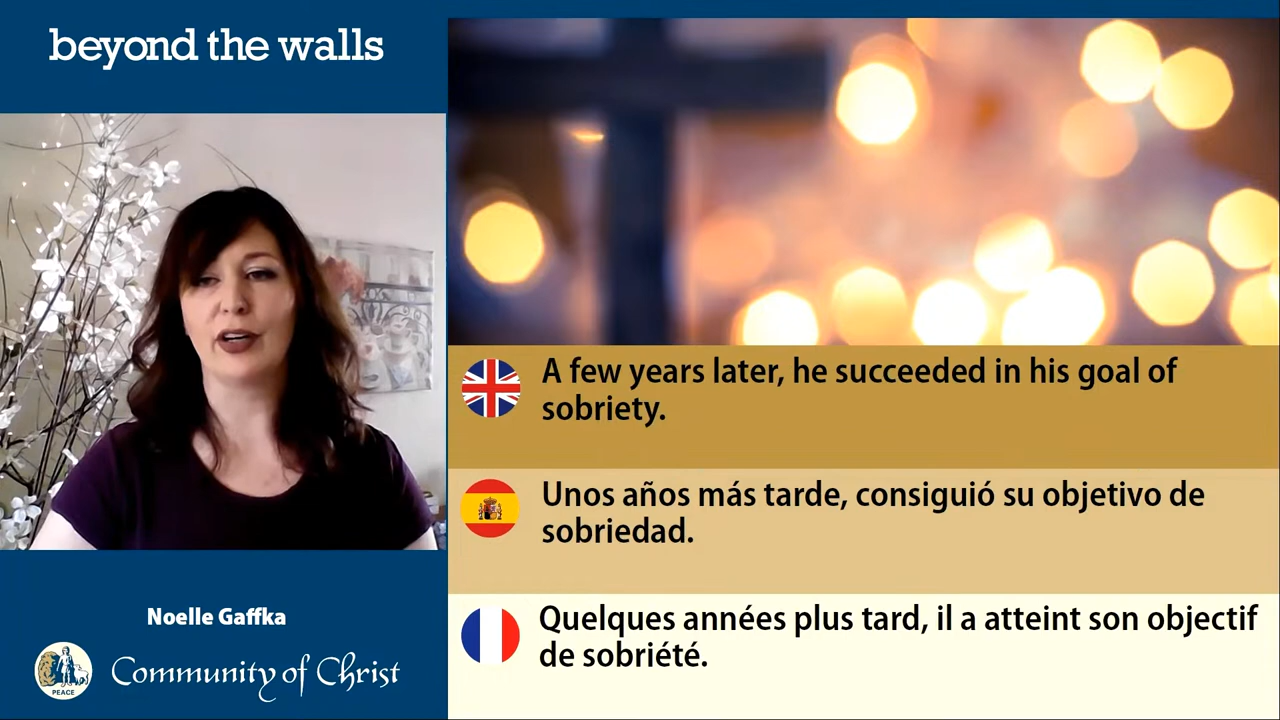 beyond the walls
A few years later, he succeeded in his goal of
sobriety.
Unos años más tarde, consiguió su objetivo de
sobriedad.
Quelques années plus tard, il a atteint son objectif
de sobriété.
Noelle Gaffka
Community of Christ
PEACE